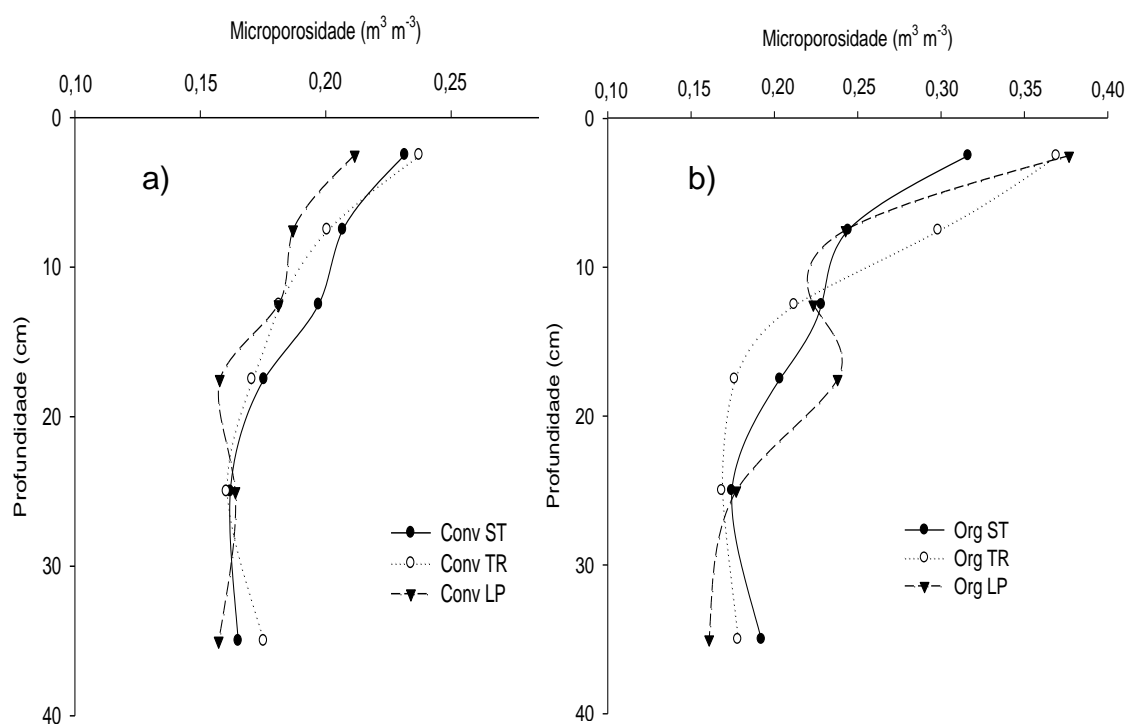 Microporosidade (m³ m⁻³)
0,10 0,15 0,20 0,25
0
10
20
30
40
Profundidade (cm)
a)
Conv ST
Conv TR
Conv LP
Microporosidade (m³ m⁻³)
0,10 0,15 0,20 0,25 0,30 0,35 0,40
0
10
20
30
40
Profundidade (cm)
b)
Org ST
Org TR
Org LP